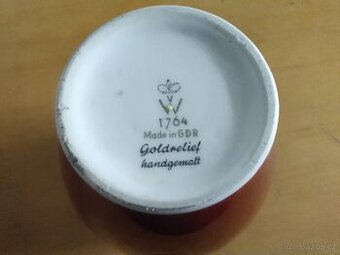 W
1764
Made in GDR
Goldrelief
handgemalt